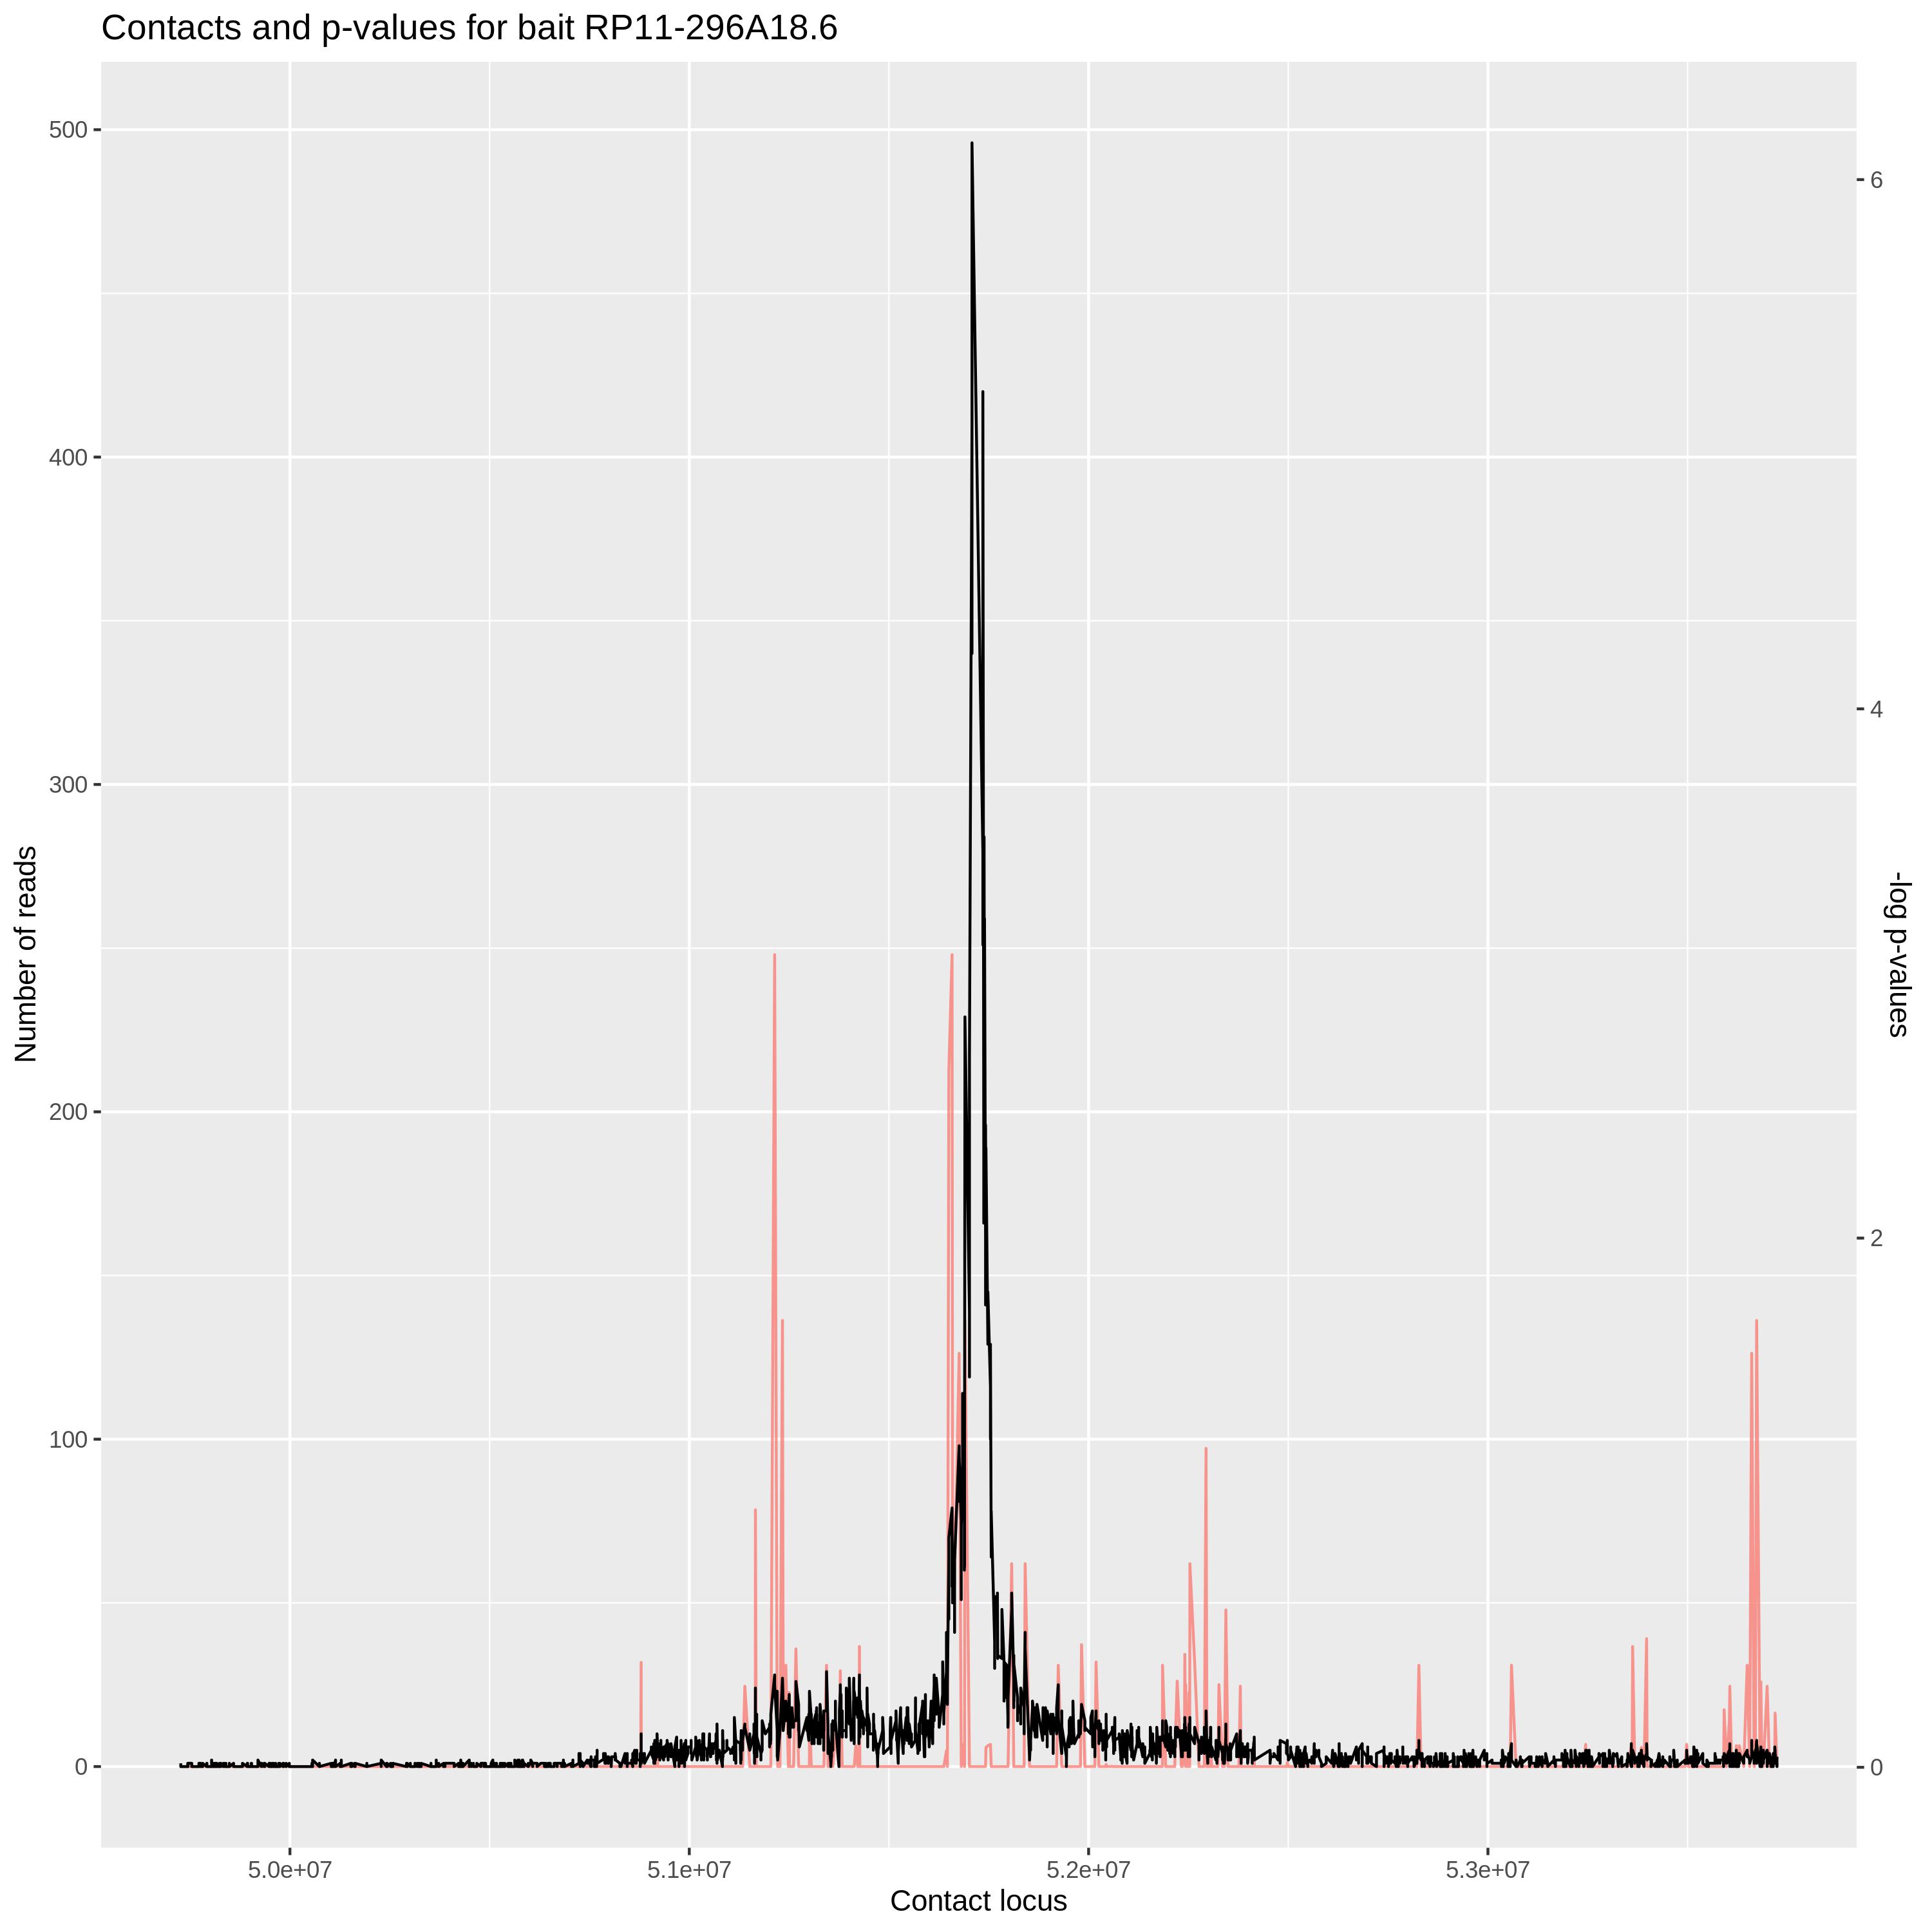 Contacts and p-values for bait RP11-296A18.6
500
400
300
200
100
0
6
4
2
0
Number of reads
-log p-values
5.0e+07
5.1e+07
5.2e+07
5.3e+07
Contact locus